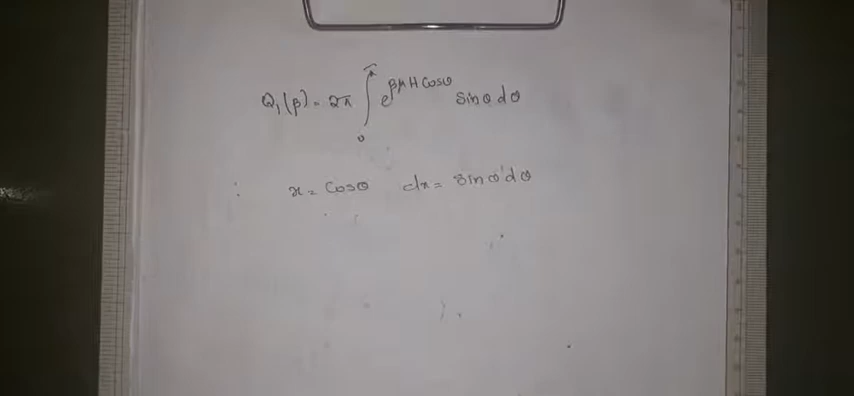 Q₁(β) = 2π ∫₀^π e^{βμH Cosθ} Sinθ dθ
∴ x = Cosθ dx = Sinθ dθ